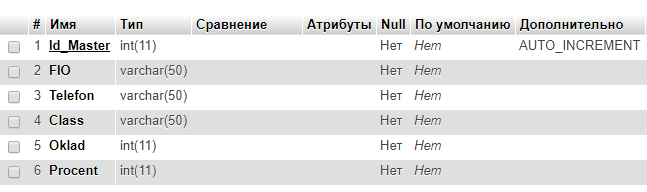 # Имя Тип Сравнение Атрибуты Null По умолчанию Дополнительно
1 Id_Master int(11) Нет Нет AUTO_INCREMENT
2 FIO varchar(50) Нет Нет
3 Telefon varchar(50) Нет Нет
4 Class varchar(50) Нет Нет
5 Oklad int(11) Нет Нет
6 Procent int(11) Нет Нет